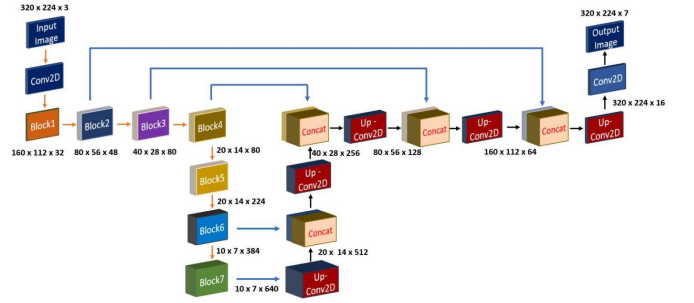 320 x 224 x 3
Input
Image
Conv2D
Block1
160 x 112 x 32
Block2
80 x 56 x 48
Block3
40 x 28 x 80
Block4
20 x 14 x 80
Block5
20 x 14 x 224
Block6
10 x 7 x 384
Block7
10 x 7 x 640
Up-
Conv2D
20 x 14 x 512
Concat
Up -
Conv2D
40 x 28 x 256
Concat
Up-
Conv2D
80 x 56 x 128
Concat
Up-
Conv2D
160 x 112 x 64
Concat
Up-
Conv2D
320 x 224 x 16
Conv2D
Output
Image
320 x 224 x 7